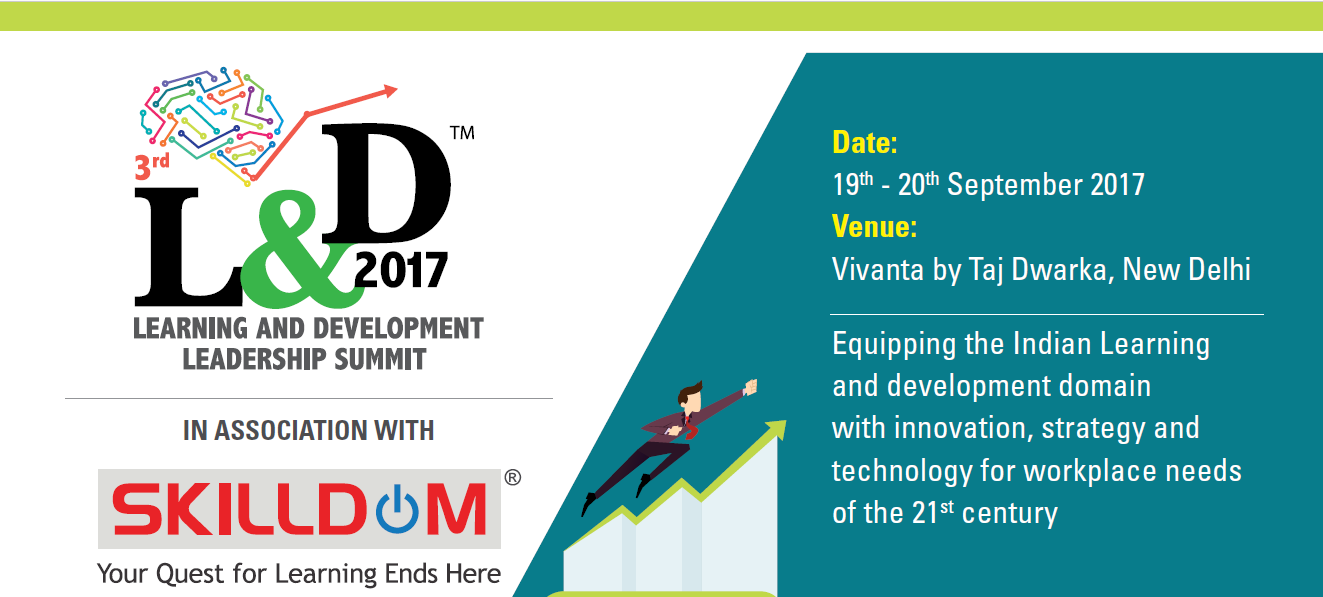 3rd
L&D™
2017
LEARNING AND DEVELOPMENT
LEADERSHIP SUMMIT
IN ASSOCIATION WITH
SKILLDOM®
Your Quest for Learning Ends Here
Date:
19th - 20th September 2017
Venue:
Vivanta by Taj Dwarka, New Delhi
Equipping the Indian Learning
and development domain
with innovation, strategy and
technology for workplace needs
of the 21st century